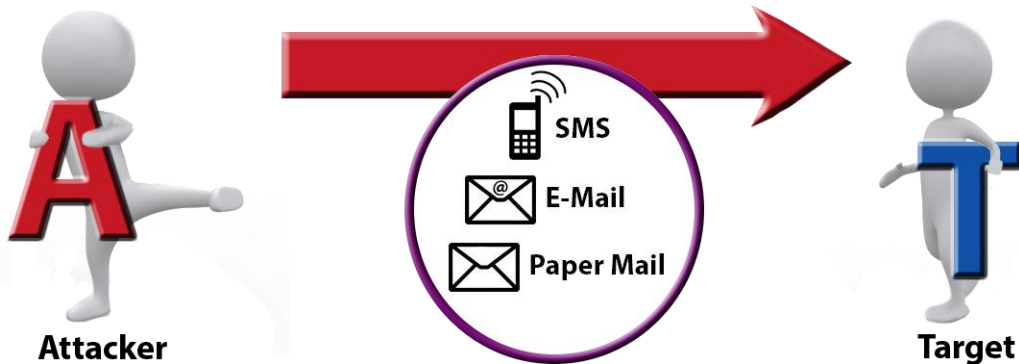 A
SMS
@
E-Mail
Paper Mail
T
Attacker
Target